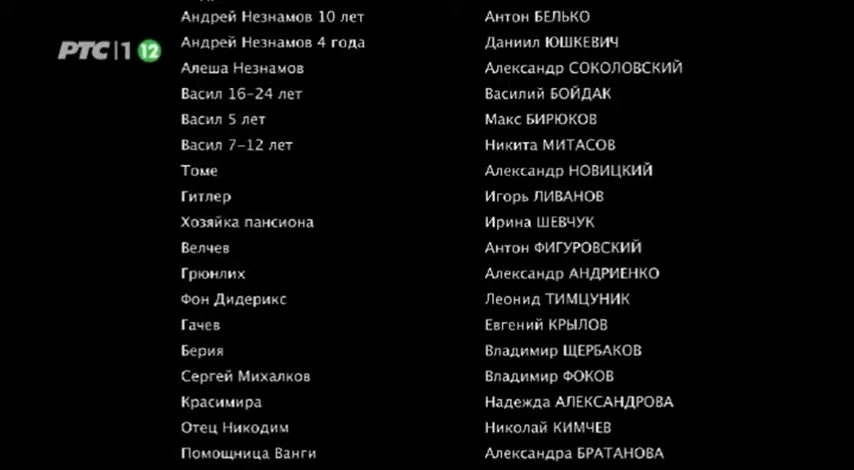 Андрей Незнамов 10 лет Антон БЕЛЬКО
РТС|1 12
Андрей Незнамов 4 года Даниил ЮШКЕВИЧ
Алеша Незнамов Александр СОКОЛОВСКИЙ
Васил 16-24 лет Василий БОЙДАК
Васил 5 лет Макс БИРЮКОВ
Васил 7-12 лет Никита МИТАСОВ
Томе Александр НОВИЦКИЙ
Гитлер Игорь ЛИВАНОВ
Хозяйка пансиона Ирина ШЕВЧУК
Велчев Антон ФИГУРОВСКИЙ
Грюнлих Александр АНДРИЕНКО
Фон Дидерикс Леонид ТИМЦУНИК
Гачев Евгений КРЫЛОВ
Берия Владимир ЩЕРБАКОВ
Сергей Михалков Владимир ФОКОВ
Красимира Надежда АЛЕКСАНДРОВА
Отец Никодим Николай КИМЧЕВ
Помощница Ванги Александра БРАТАНОВА